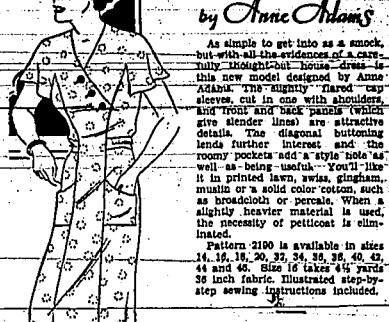 by Anne Adams
As simple to get into as a smock,
but with all the evidences of a care-
fully thought-out house dress is
this new model designed by Anne
Adams. The slightly flared cap
sleeves, cut in one with shoulders,
and front and back panels (which
give slender lines) are attractive
details. The diagonal buttoning
lends further interest and the
roomy pockets add a style note as
well as being useful. You'll like
it in printed lawn, swiss, gingham,
muslin or a solid color cotton, such
as broadcloth or percale. When a
slightly heavier material is used,
the necessity of petticoat is elim-
inated.
Pattern 2190 is available in sizes
14, 16, 18, 20, 32, 34, 36, 38, 40, 42,
44 and 46. Size 16 takes 4¼ yards
36 inch fabric. Illustrated step-by-
step sewing instructions included.